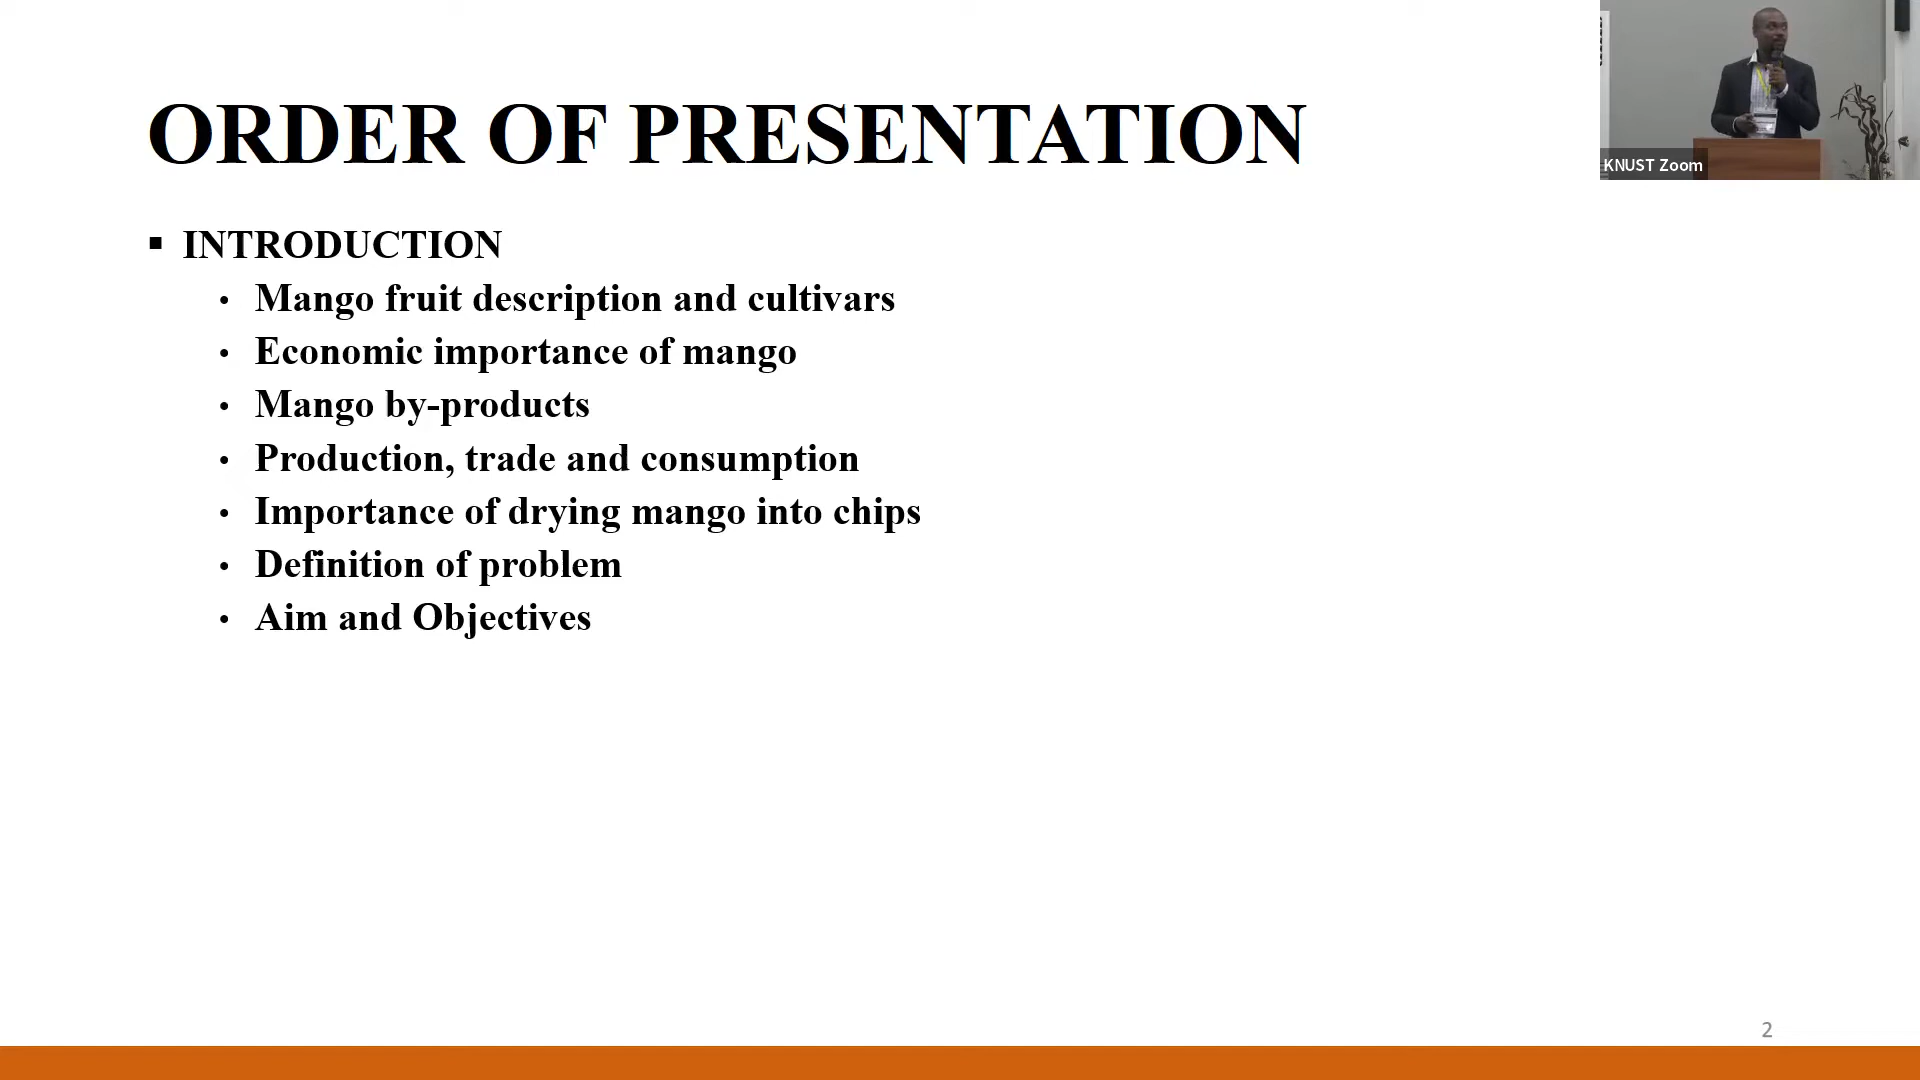 ORDER OF PRESENTATION
KNUST Zoom
▪ INTRODUCTION
• Mango fruit description and cultivars
• Economic importance of mango
• Mango by-products
• Production, trade and consumption
• Importance of drying mango into chips
• Definition of problem
• Aim and Objectives
2